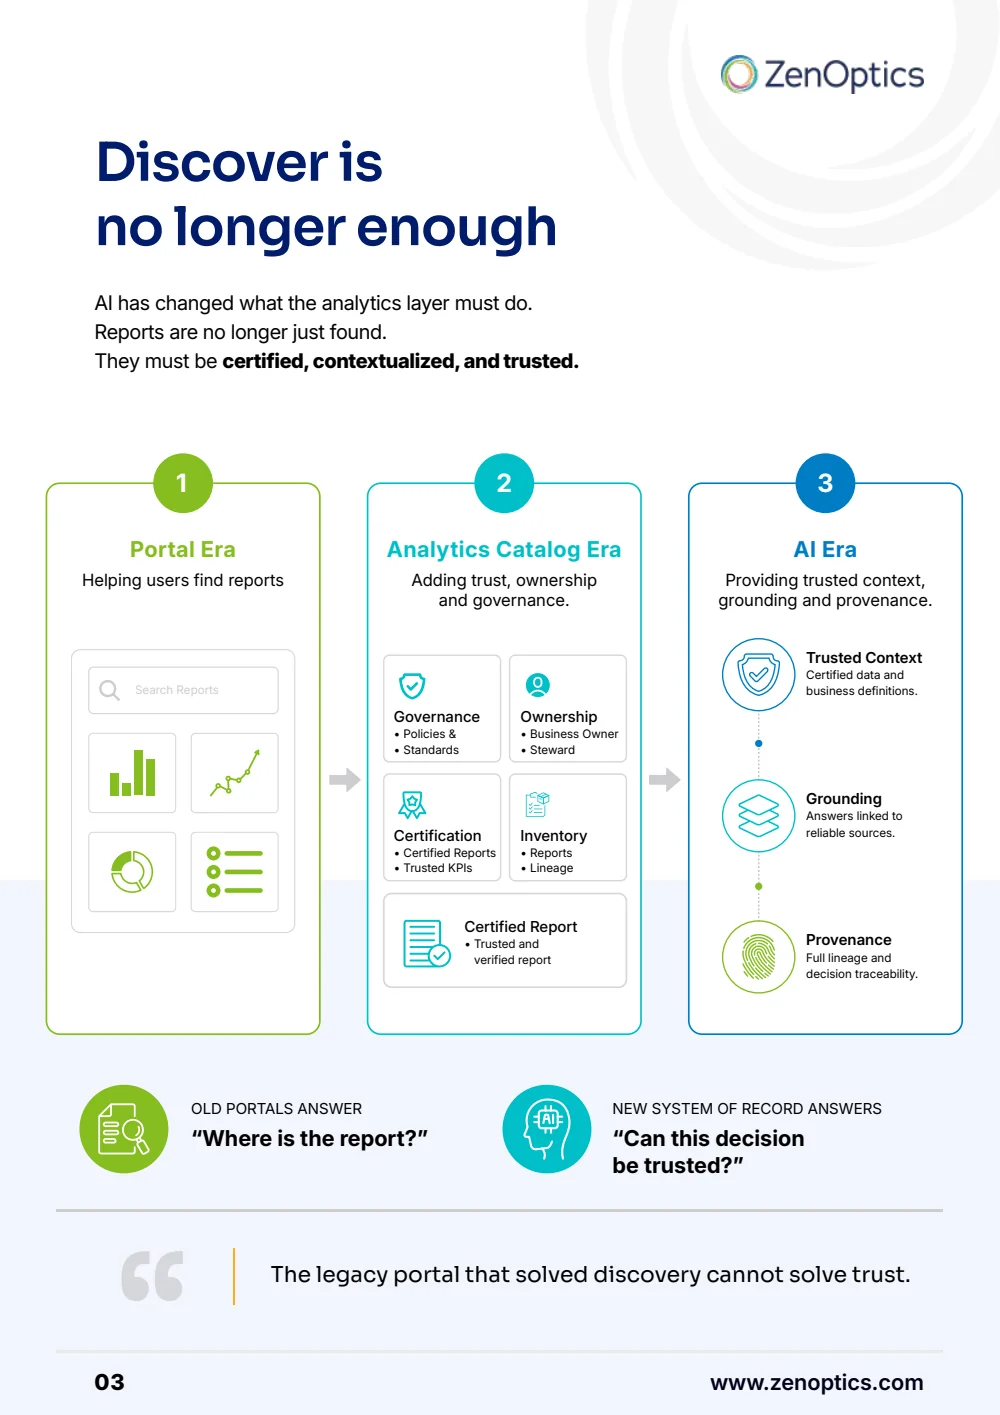 ZenOptics
Discover is
no longer enough
AI has changed what the analytics layer must do.
Reports are no longer just found.
They must be certified, contextualized, and trusted.
1
Portal Era
Helping users find reports
Search Reports
2
Analytics Catalog Era
Adding trust, ownership
and governance.
Governance
• Policies &
• Standards
Ownership
• Business Owner
• Steward
Certification
• Certified Reports
• Trusted KPIs
Inventory
• Reports
• Lineage
Certified Report
• Trusted and
verified report
3
AI Era
Providing trusted context,
grounding and provenance.
Trusted Context
Certified data and
business definitions.
Grounding
Answers linked to
reliable sources.
Provenance
Full lineage and
decision traceability.
OLD PORTALS ANSWER
“Where is the report?”
AI
NEW SYSTEM OF RECORD ANSWERS
“Can this decision
be trusted?”
“
The legacy portal that solved discovery cannot solve trust.
03
www.zenoptics.com